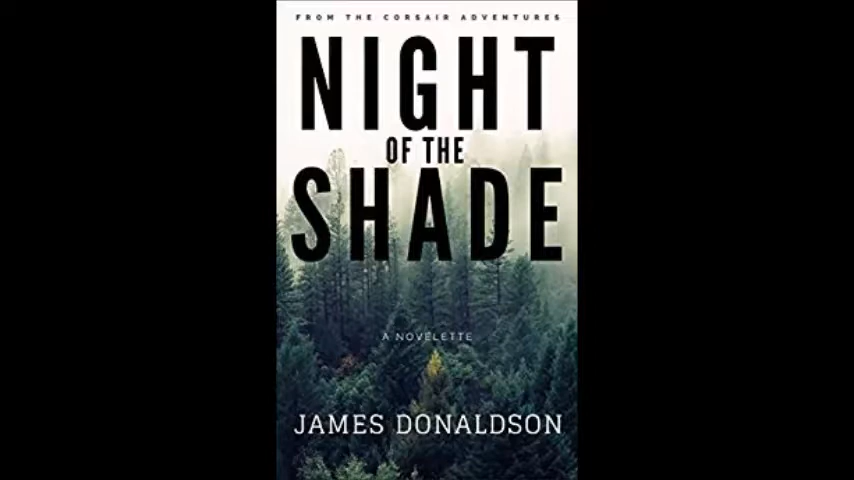 FROM THE CORSAIR ADVENTURES
NIGHT
OF THE
SHADE
A NOVELETTE
JAMES DONALDSON